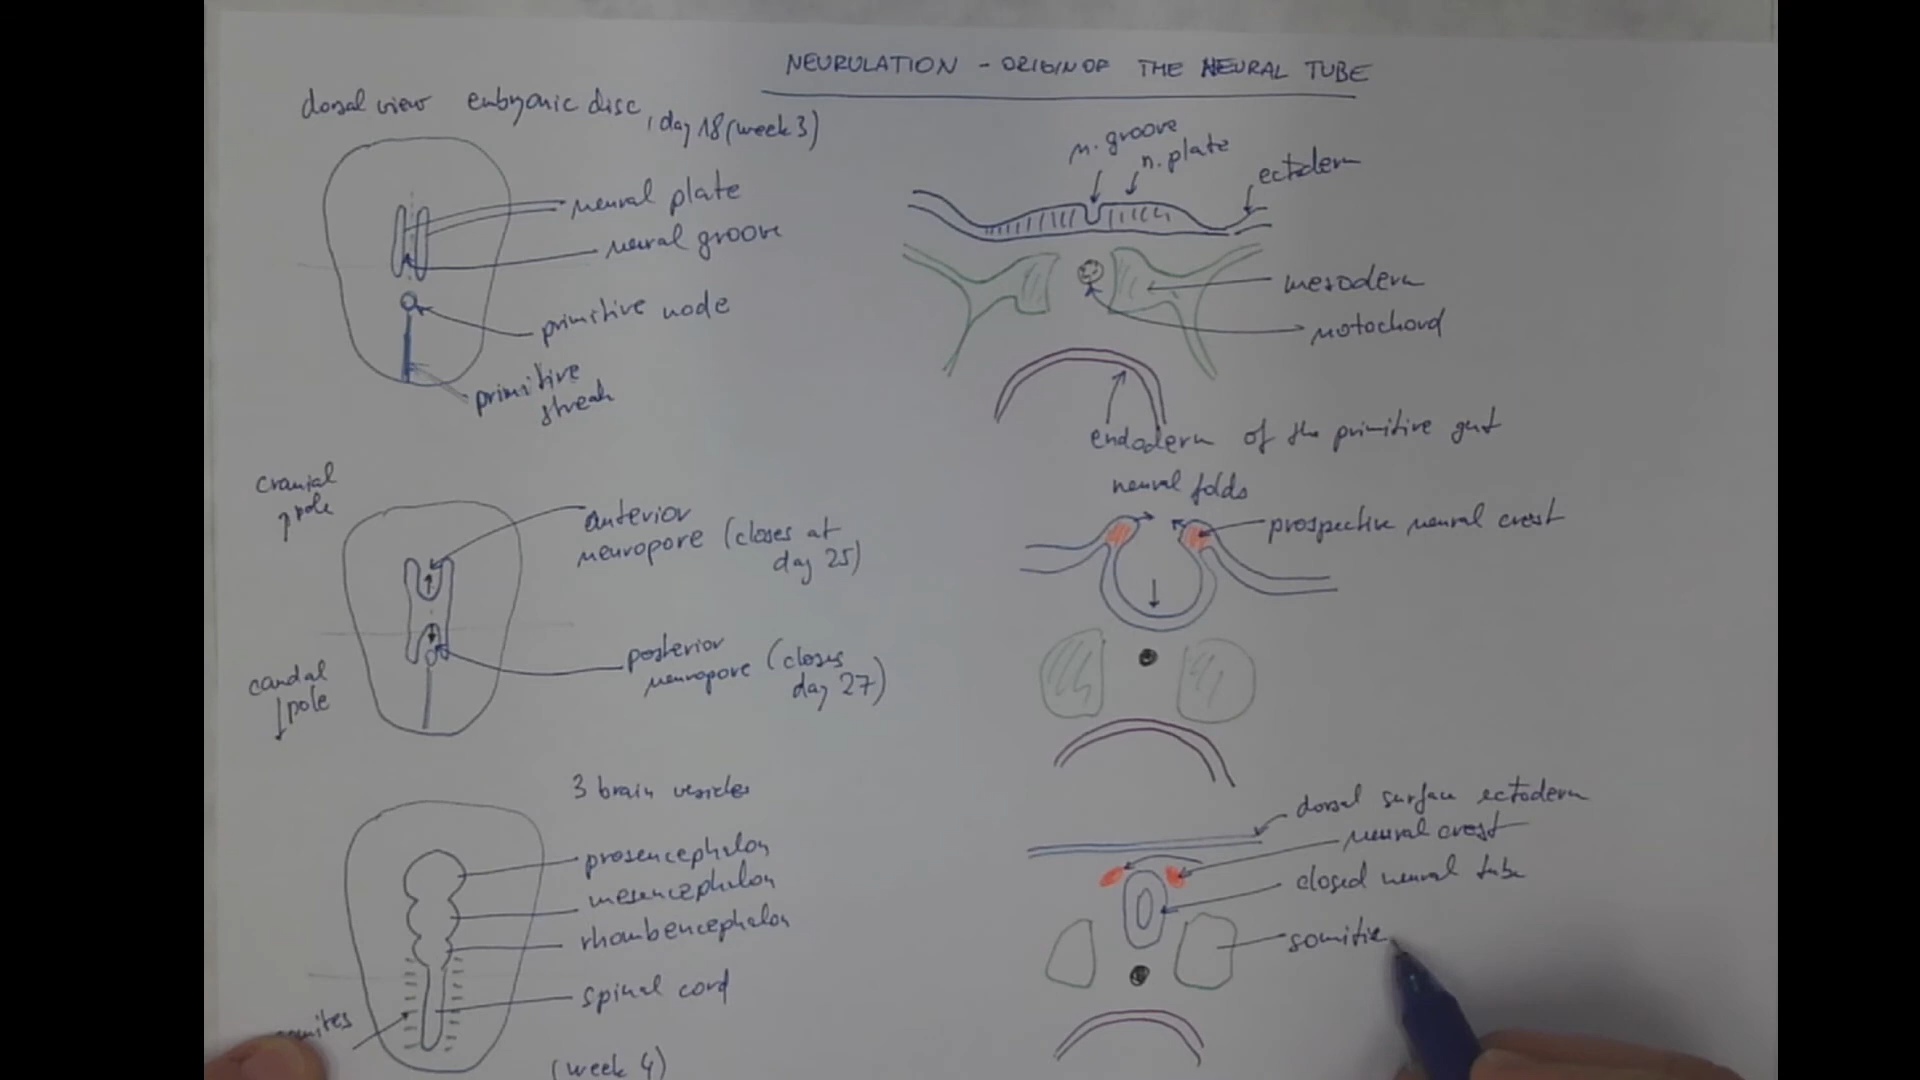 NEURULATION - ORIGIN OF THE NEURAL TUBE
dorsal view embryonic disc, day 18 (week 3)
neural plate
neural groove
primitive node
primitive
streak
n. groove
n. plate
ectoderm
mesoderm
notochord
endoderm of the primitive gut
cranial
pole
anterior
neuropore (closes at
day 25)
posterior
neuropore (closes
day 27)
caudal
pole
neural folds
prospective neural crest
3 brain vesicles
prosencephalon
mesencephalon
rhombencephalon
spinal cord
somites
(week 4)
dorsal surface ectoderm
neural crest
closed neural tube
somite